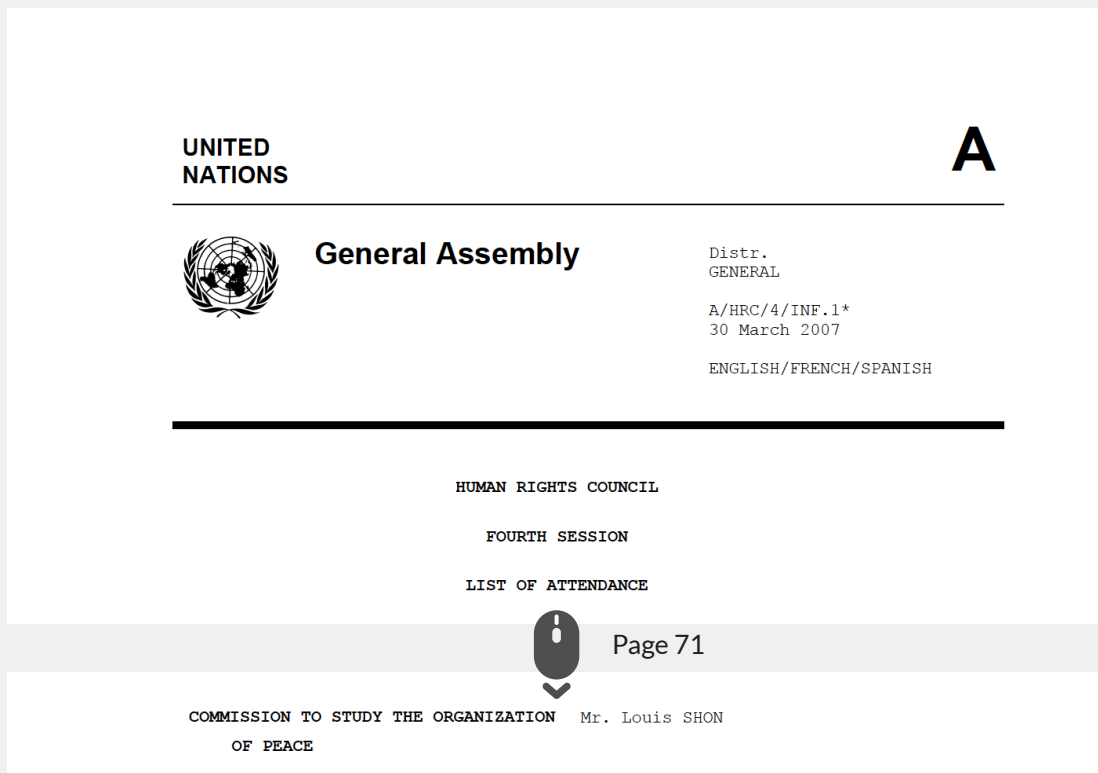 UNITED
NATIONS
A
General Assembly
Distr.
GENERAL
A/HRC/4/INF.1*
30 March 2007
ENGLISH/FRENCH/SPANISH
HUMAN RIGHTS COUNCIL
FOURTH SESSION
LIST OF ATTENDANCE
Page 71
COMMISSION TO STUDY THE ORGANIZATION Mr. Louis SHON
OF PEACE